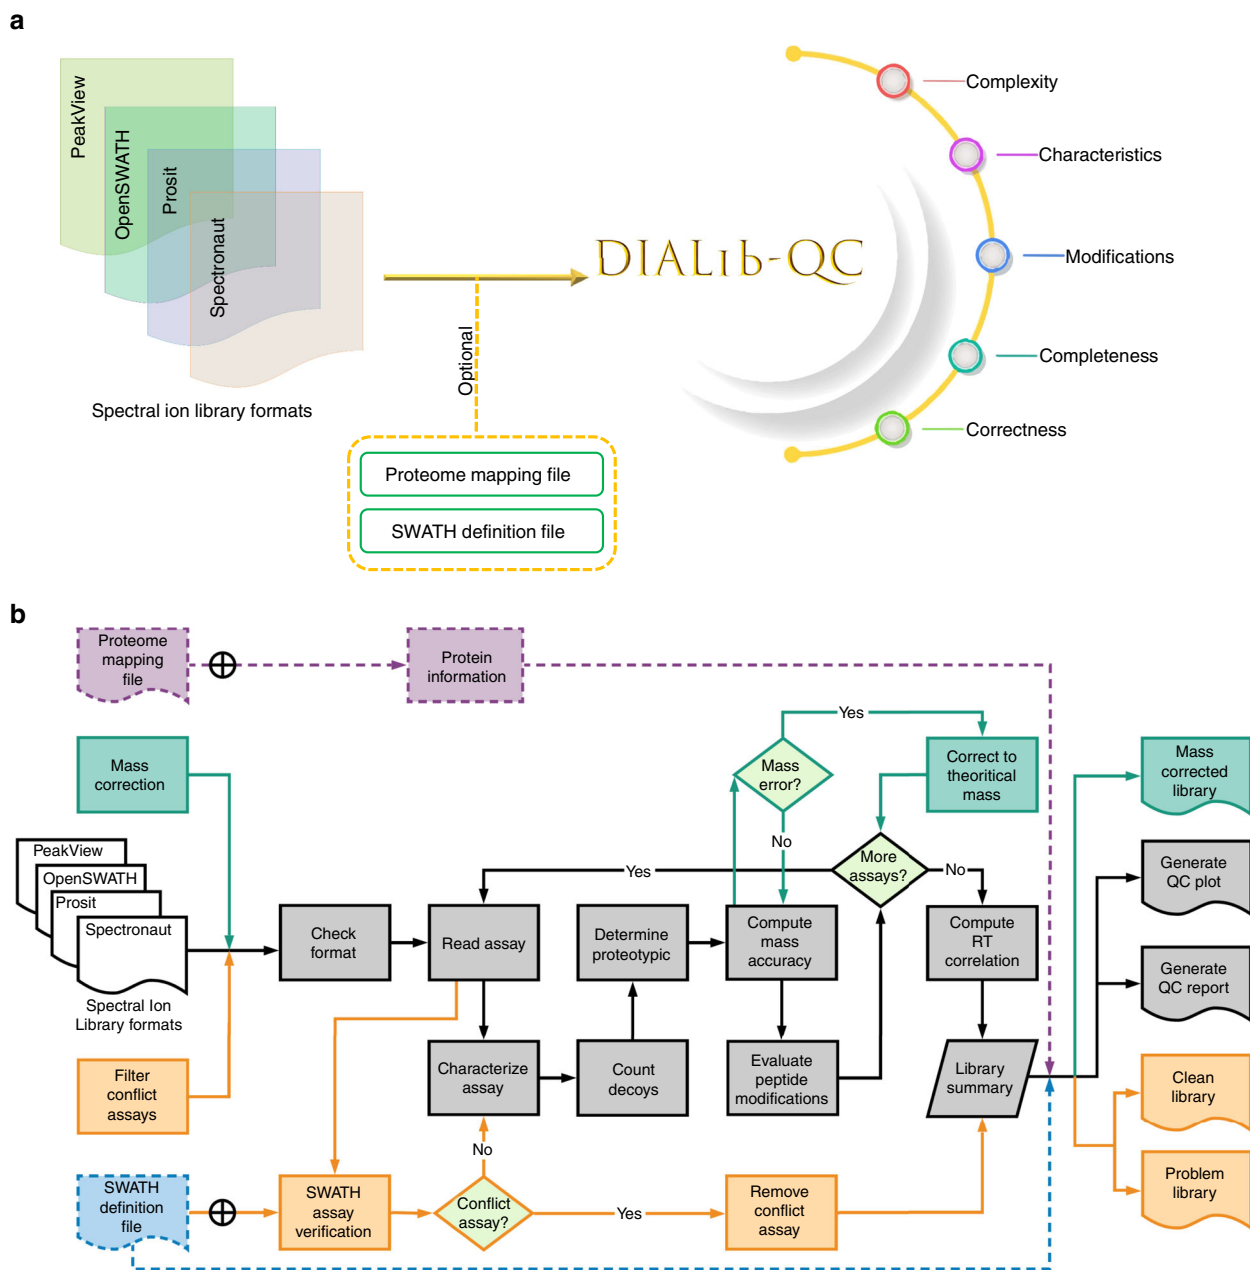 a
PeakView
OpenSWATH
Prosit
Spectronaut
Spectral ion library formats
Optional
Proteome mapping file
SWATH definition file
DIALib-QC
Complexity
Characteristics
Modifications
Completeness
Correctness
b
Proteome
mapping
file
Protein
information
Mass
correction
Yes
Mass
error?
Correct to
theoritical
mass
Mass
corrected
library
No
PeakView
OpenSWATH
Prosit
Spectronaut
Spectral Ion
Library formats
Yes
More
assays?
No
Generate
QC plot
Check
format
Read assay
Determine
proteotypic
Compute
mass
accuracy
Compute
RT
correlation
Generate
QC report
Filter
conflict
assays
Characterize
assay
Count
decoys
Evaluate
peptide
modifications
Library
summary
Clean
library
No
SWATH
definition
file
SWATH
assay
verification
Conflict
assay?
Yes
Remove
conflict
assay
Problem
library